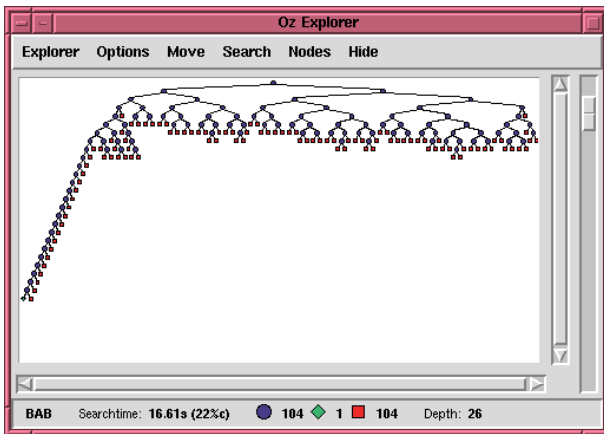 Oz Explorer
Explorer Options Move Search Nodes Hide
BAB Searchtime: 16.61s (22%c) 104 1 104 Depth: 26